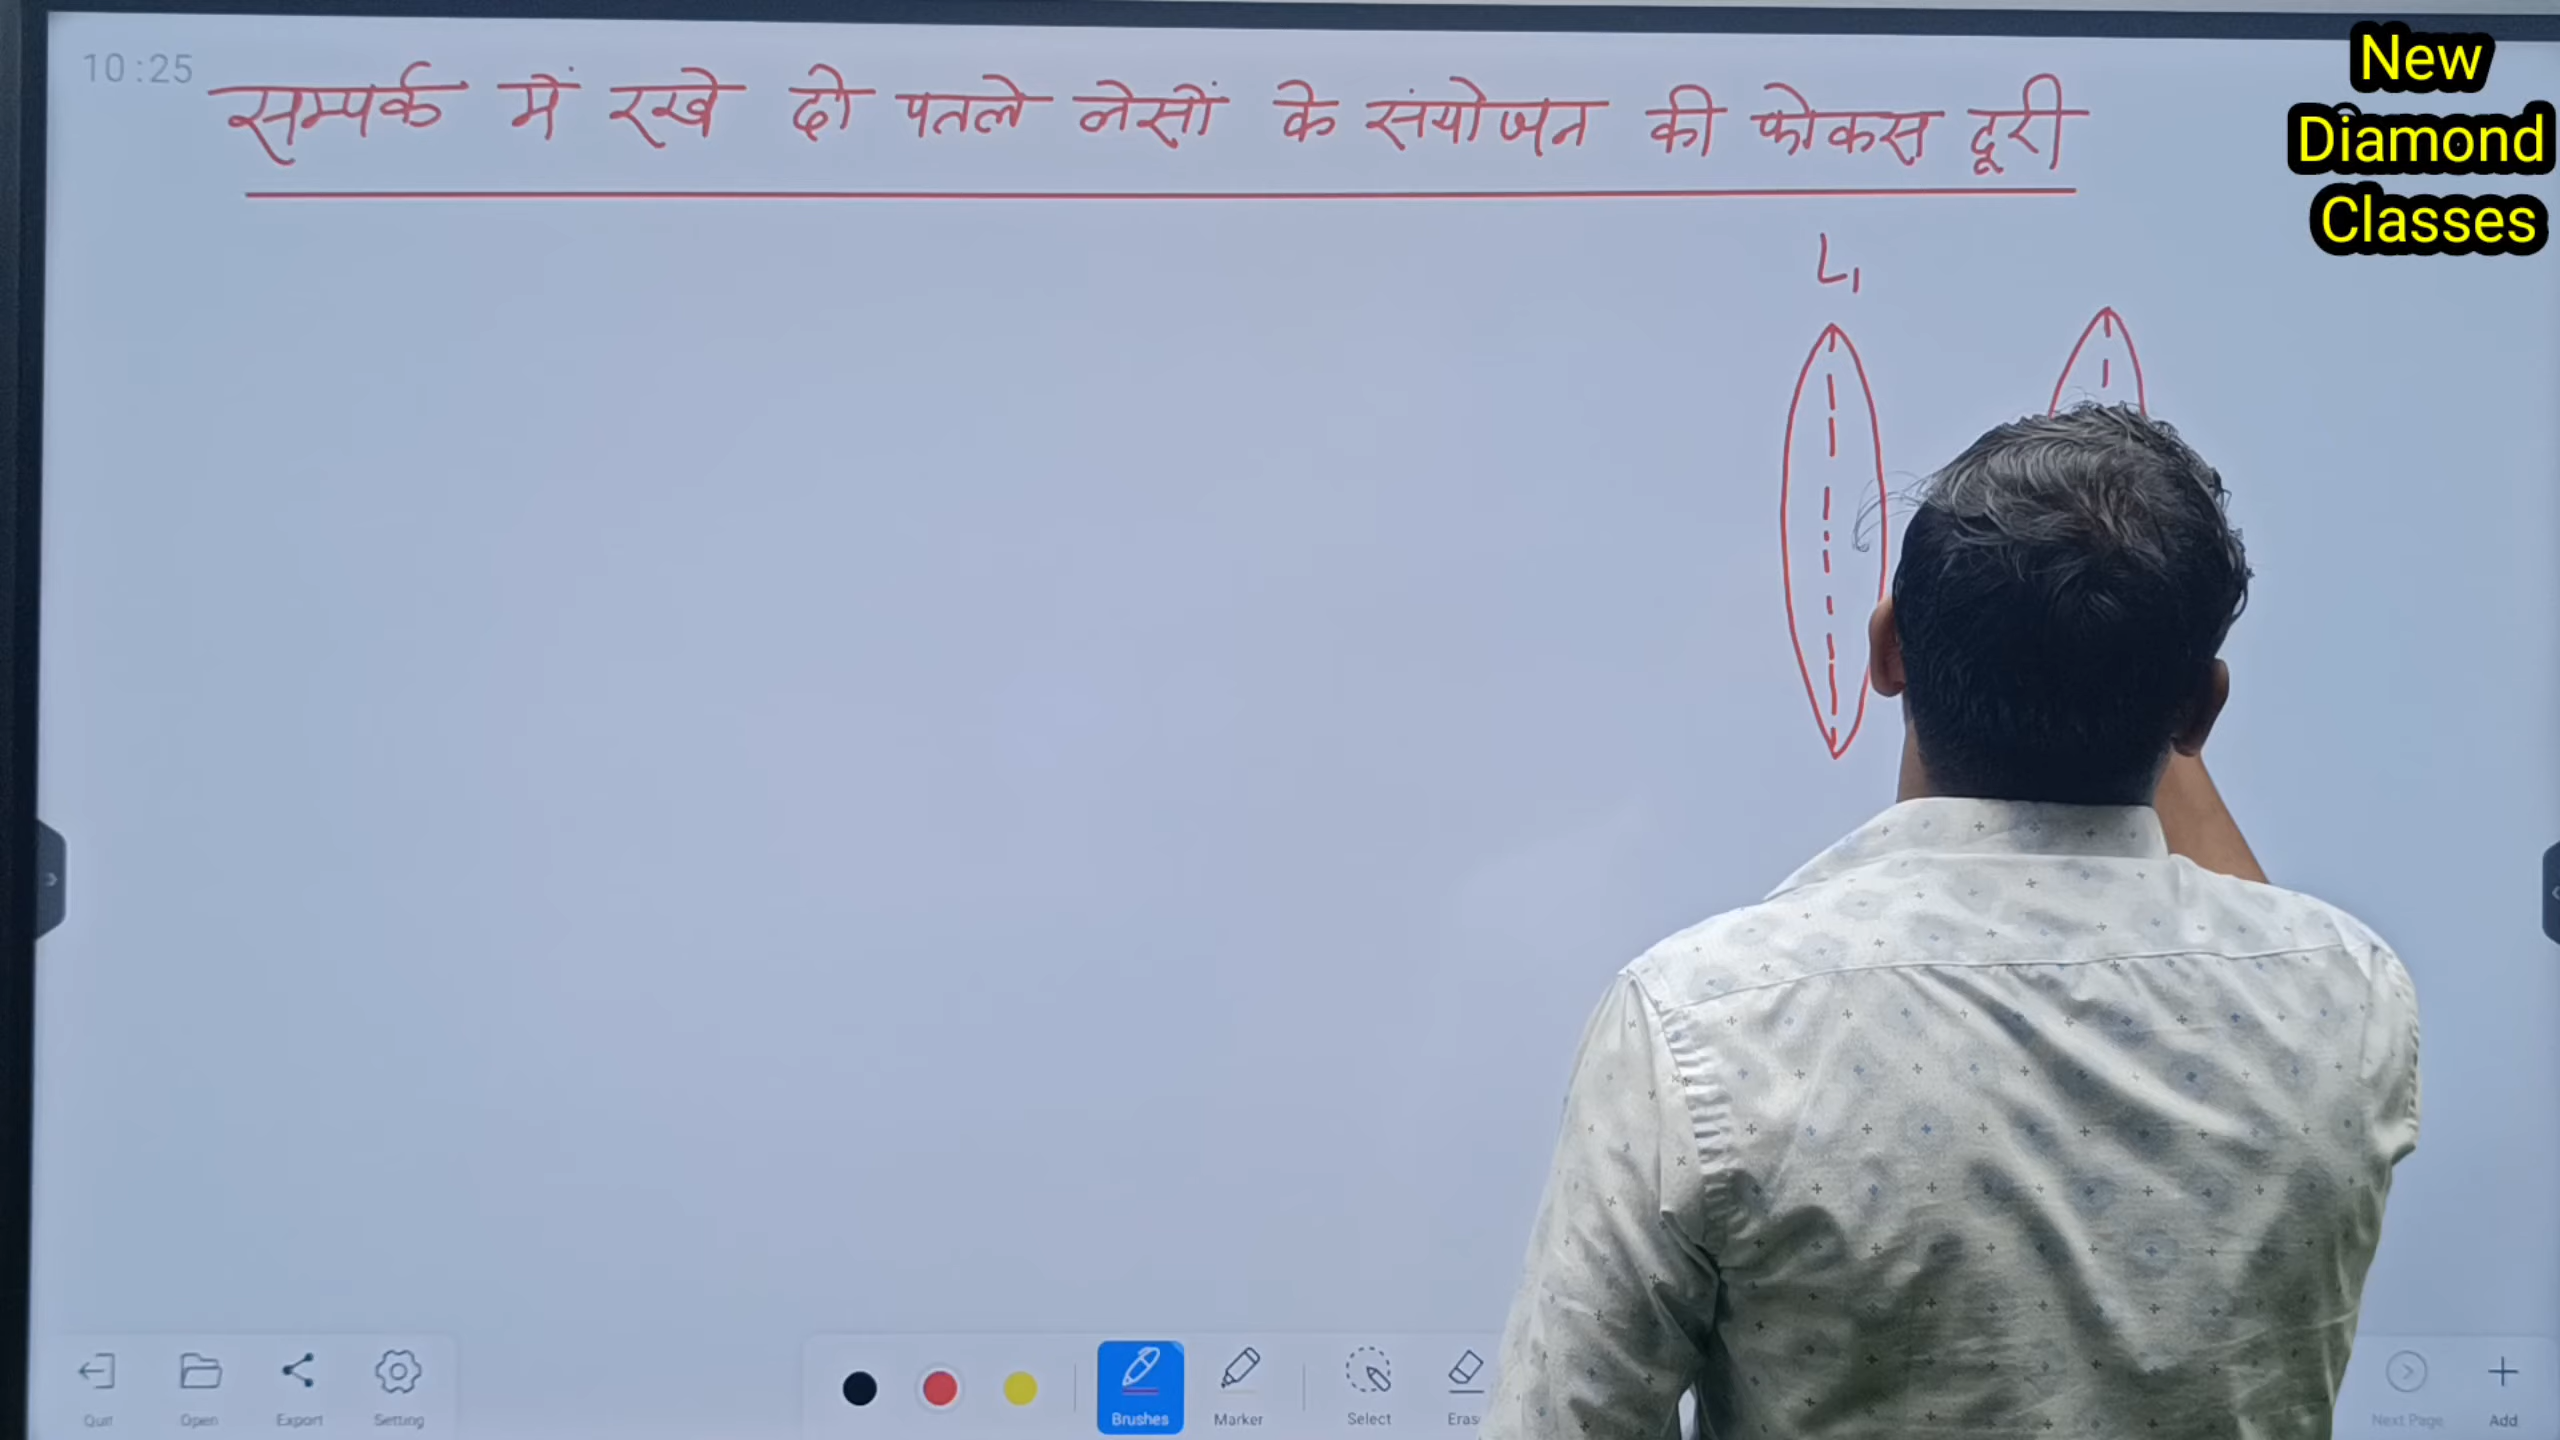 10:25
सम्पर्क में रखे दो पतले लेसों के संयोजन की फोकस दूरी
New
Diamond
Classes
L₁
Quit
Open
Export
Setting
Brushes
Marker
Select
Eras
Next Page
Add